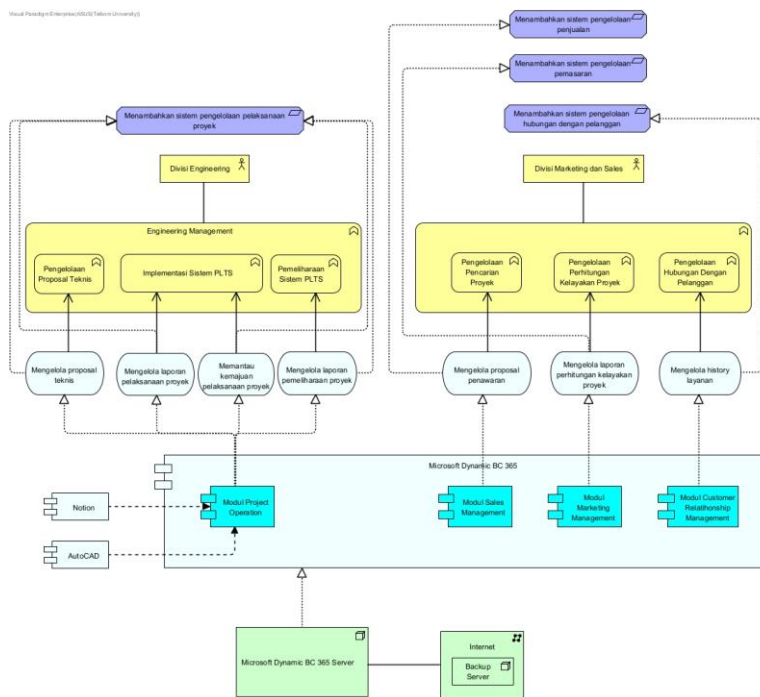 Visual Paradigm Enterprise(ASUS(Telkom University))
Menambahkan sistem pengelolaan
penjualan
Menambahkan sistem pengelolaan
pemasaran
Menambahkan sistem pengelolaan pelaksanaan
proyek
Menambahkan sistem pengelolaan
hubungan dengan pelanggan
Divisi Engineering
Divisi Marketing dan Sales
Engineering Management
Pengelolaan
Proposal Teknis
Implementasi Sistem PLTS
Pemeliharaan
Sistem PLTS
Pengelolaan
Pencarian
Proyek
Pengelolaan
Perhitungan
Kelayakan Proyek
Pengelolaan
Hubungan Dengan
Pelanggan
Mengelola proposal
teknis
Mengelola laporan
pelaksanaan proyek
Memantau
kemajuan
pelaksanaan proyek
Mengelola laporan
pemeliharaan proyek
Mengelola proposal
penawaran
Mengelola laporan
perhitungan kelayakan
proyek
Mengelola history
layanan
Microsoft Dynamic BC 365
Notion
AutoCAD
Modul Project
Operation
Modul Sales
Management
Modul
Marketing
Management
Modul Customer
Relatihonship
Management
Microsoft Dynamic BC 365 Server
Internet
Backup
Server